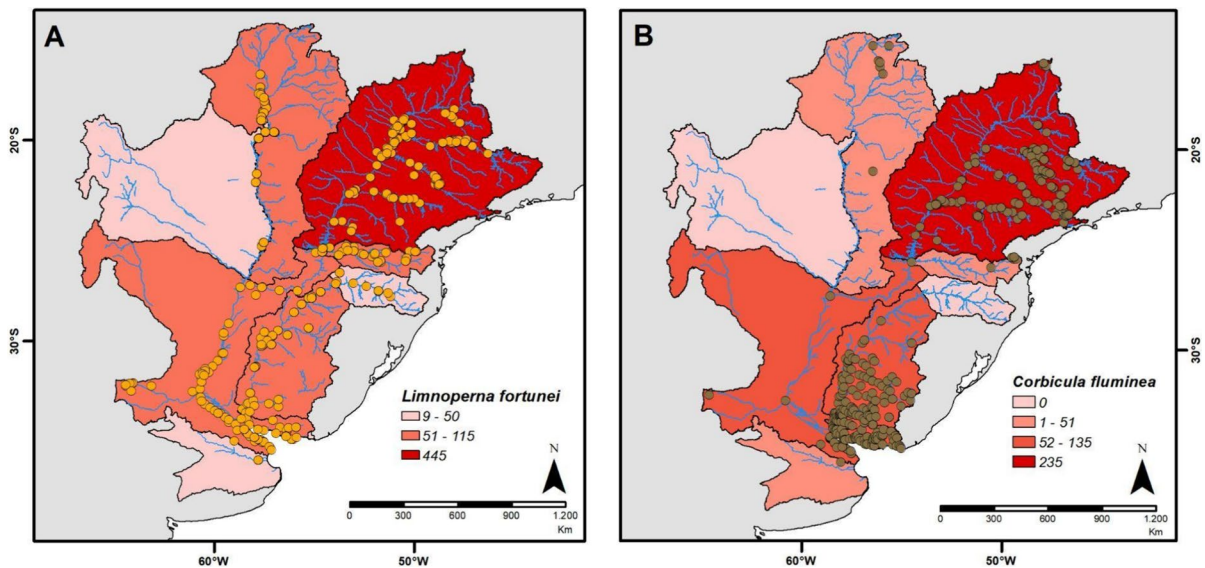 A
20°S
30°S
60°W
50°W
Limnoperna fortunei
9 - 50
51 - 115
445
N
0 300 600 900 1.200
Km
B
20°S
30°S
60°W
50°W
Corbicula fluminea
0
1 - 51
52 - 135
235
N
0 300 600 900 1.200
Km